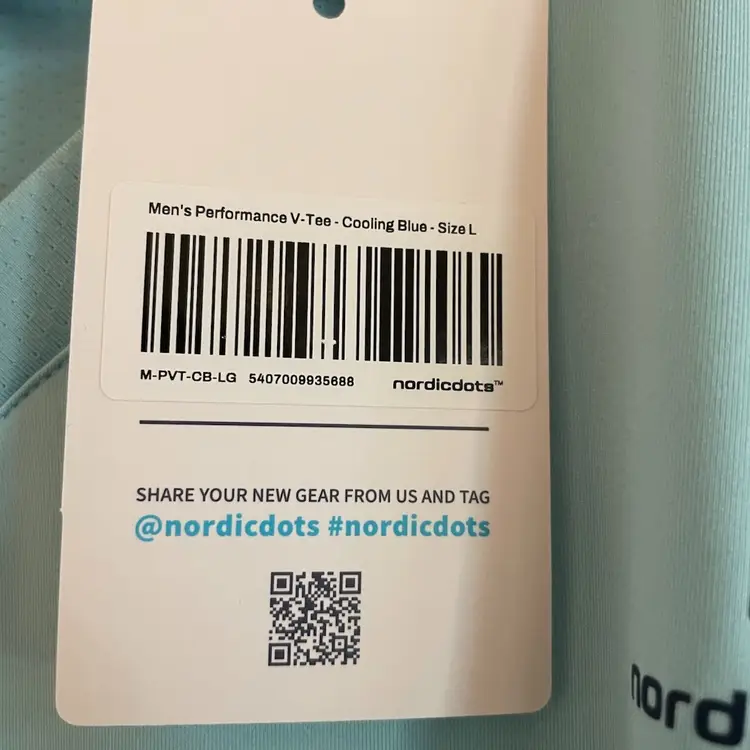 Men's Performance V-Tee - Cooling Blue - Size L
M-PVT-CB-LG 5407009935688 nordicdots™
SHARE YOUR NEW GEAR FROM US AND TAG
@nordicdots #nordicdots
nord